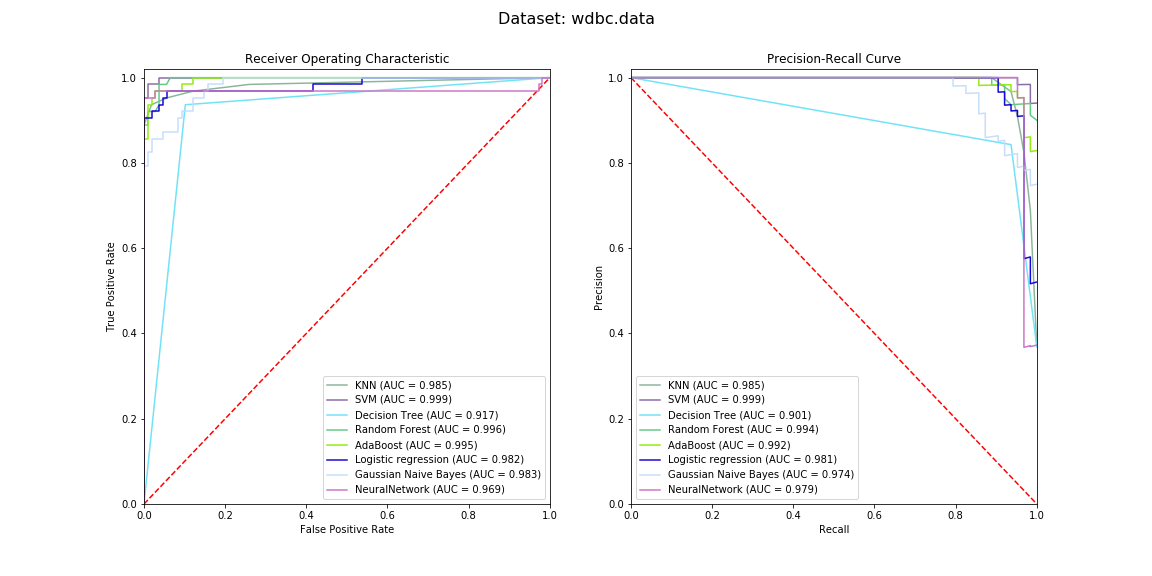 Dataset: wdbc.data
Receiver Operating Characteristic
1.0
0.8
0.6
0.4
0.2
0.0
True Positive Rate
KNN (AUC = 0.985)
SVM (AUC = 0.999)
Decision Tree (AUC = 0.917)
Random Forest (AUC = 0.996)
AdaBoost (AUC = 0.995)
Logistic regression (AUC = 0.982)
Gaussian Naive Bayes (AUC = 0.983)
NeuralNetwork (AUC = 0.969)
0.0 0.2 0.4 0.6 0.8 1.0
False Positive Rate
Precision-Recall Curve
1.0
0.8
0.6
0.4
0.2
0.0
Precision
KNN (AUC = 0.985)
SVM (AUC = 0.999)
Decision Tree (AUC = 0.901)
Random Forest (AUC = 0.994)
AdaBoost (AUC = 0.992)
Logistic regression (AUC = 0.981)
Gaussian Naive Bayes (AUC = 0.974)
NeuralNetwork (AUC = 0.979)
0.0 0.2 0.4 0.6 0.8 1.0
Recall